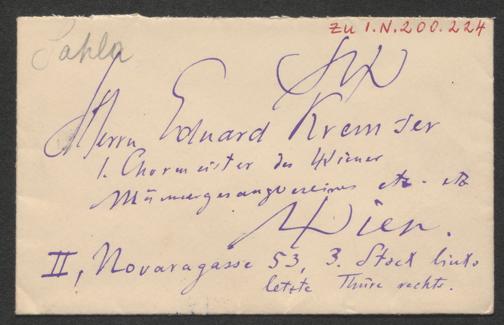 zu I.N. 200.224
Sahla
Herrn Eduard Kremser
1. Chormeister des Wiener
Männergesangvereines etc. etc
Wien.
II, Novaragasse 53, 3. Stock links
letzte Thüre rechts.